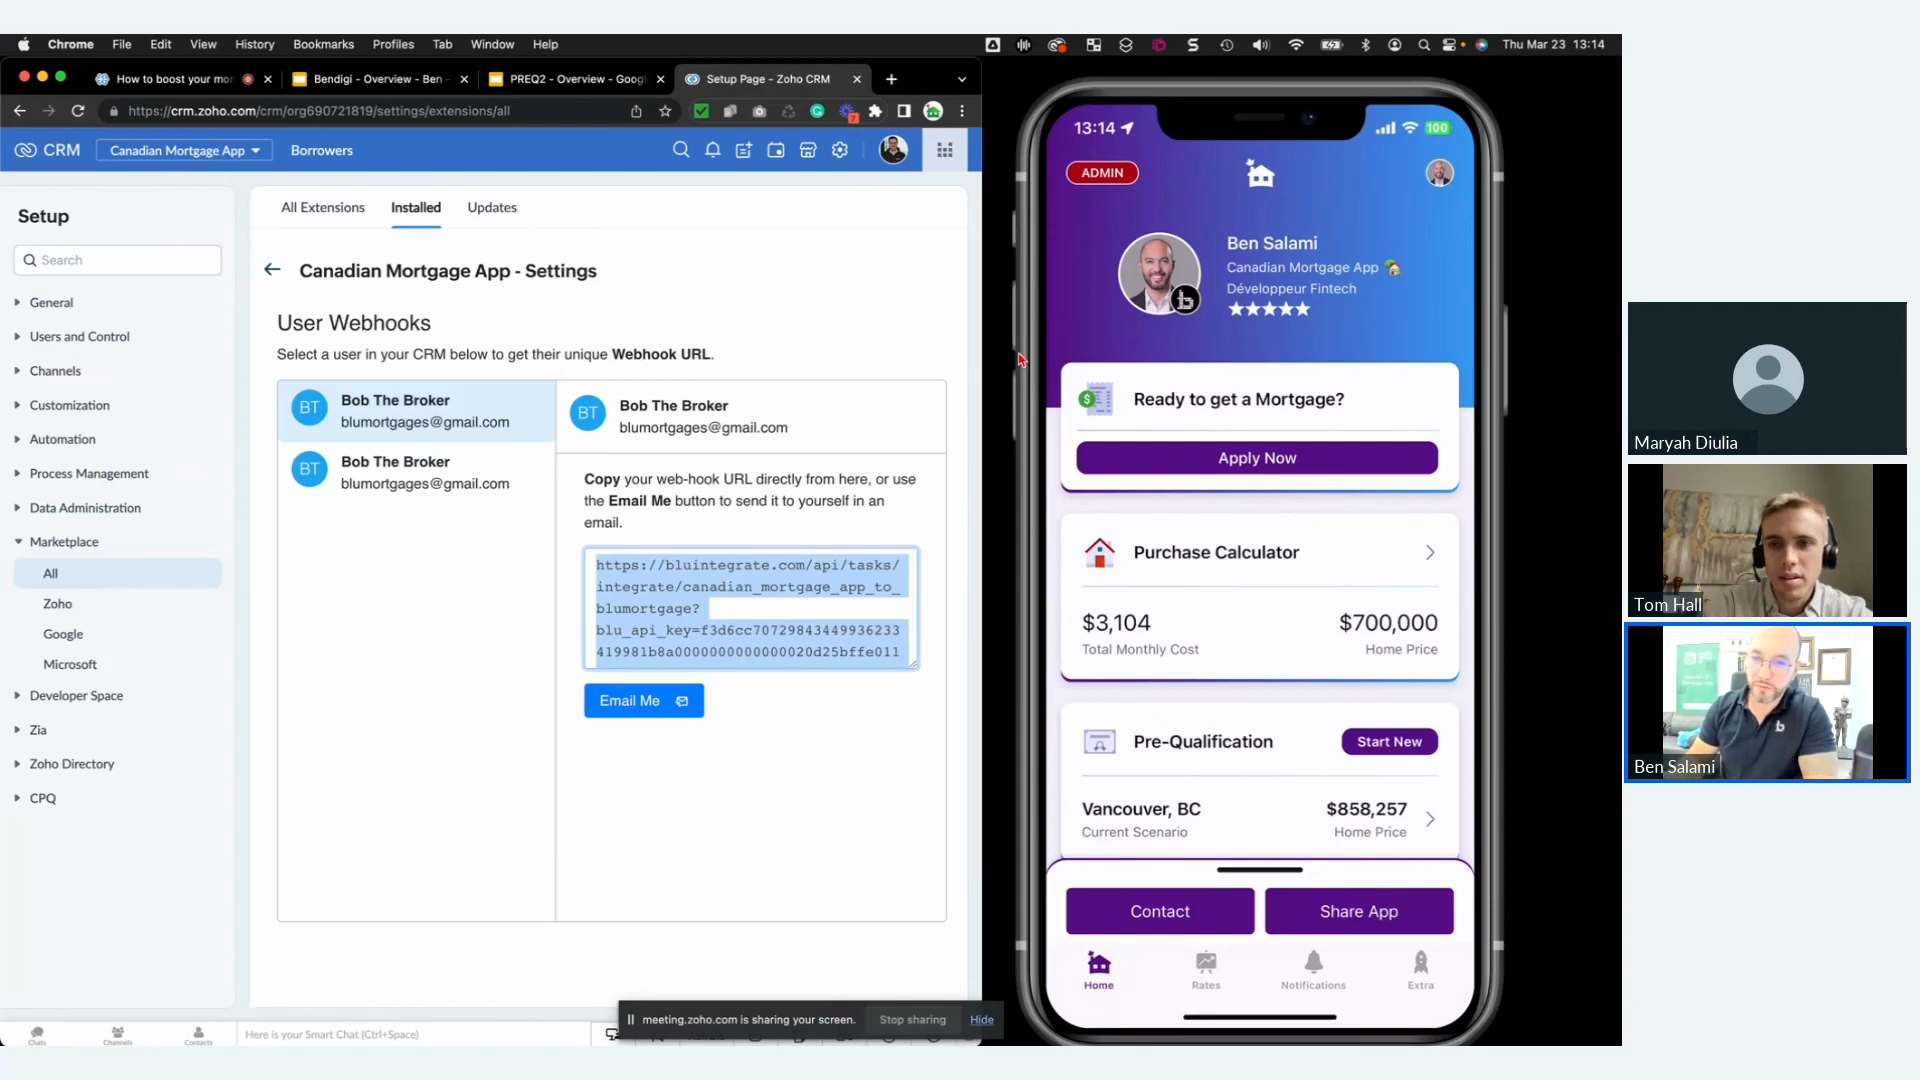 Chrome File Edit View History Bookmarks Profiles Tab Window Help
Thu Mar 23 13:14
How to boost your mor
Bendigi - Overview - Ben
PREQ2 - Overview - Goog
Setup Page - Zoho CRM
https://crm.zoho.com/crm/org690721819/settings/extensions/all
CRM
Canadian Mortgage App
Borrowers
Setup
Search
General
Users and Control
Channels
Customization
Automation
Process Management
Data Administration
Marketplace
All
Zoho
Google
Microsoft
Developer Space
Zia
Zoho Directory
CPQ
All Extensions
Installed
Updates
Canadian Mortgage App - Settings
User Webhooks
Select a user in your CRM below to get their unique Webhook URL.
BT
Bob The Broker
blumortgages@gmail.com
BT
Bob The Broker
blumortgages@gmail.com
BT
Bob The Broker
blumortgages@gmail.com
Copy your web-hook URL directly from here, or use
the Email Me button to send it to yourself in an
email.
https://bluintegrate.com/api/tasks/
integrate/canadian_mortgage_app_to_
blumortgage?
blu_api_key=f3d6cc70729843449936233
419981b8a0000000000000020d25bffe011
Email Me
Chats
Channels
Contacts
Here is your Smart Chat (Ctrl+Space)
meeting.zoho.com is sharing your screen.
Stop sharing
Hide
13:14
100
ADMIN
Ben Salami
Canadian Mortgage App
Développeur Fintech
Ready to get a Mortgage?
Apply Now
Purchase Calculator
$3,104
Total Monthly Cost
$700,000
Home Price
Pre-Qualification
Start New
Vancouver, BC
Current Scenario
$858,257
Home Price
Contact
Share App
Home
Rates
Notifications
Extra
Maryah Diulia
Tom Hall
Ben Salami